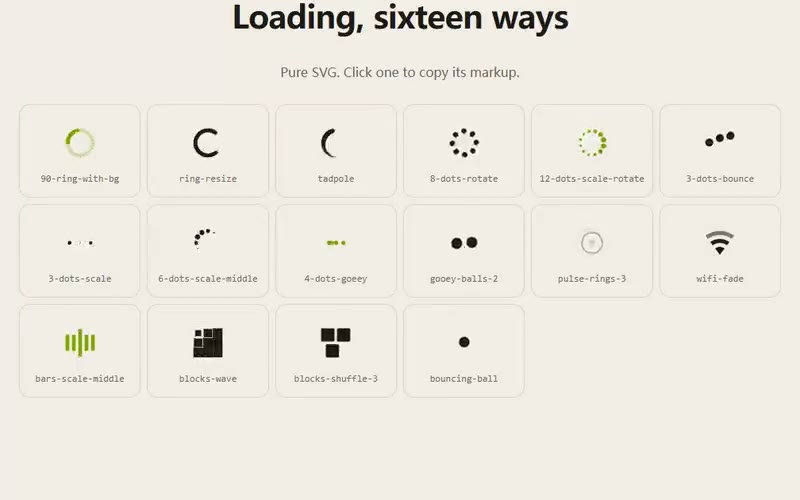 Loading, sixteen ways
Pure SVG. Click one to copy its markup.
90-ring-with-bg
ring-resize
tadpole
8-dots-rotate
12-dots-scale-rotate
3-dots-bounce
3-dots-scale
6-dots-scale-middle
4-dots-goeey
gooey-balls-2
pulse-rings-3
wifi-fade
bars-scale-middle
blocks-wave
blocks-shuffle-3
bouncing-ball